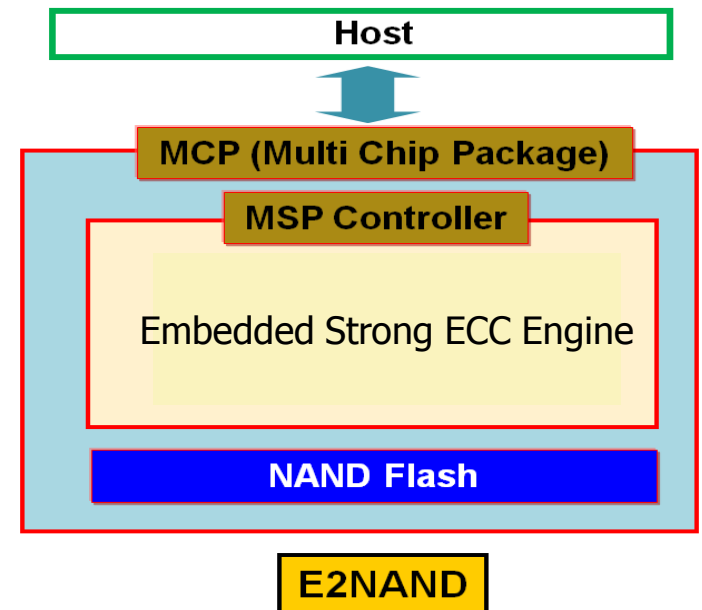 Host
MCP (Multi Chip Package)
MSP Controller
Embedded Strong ECC Engine
NAND Flash
E2NAND